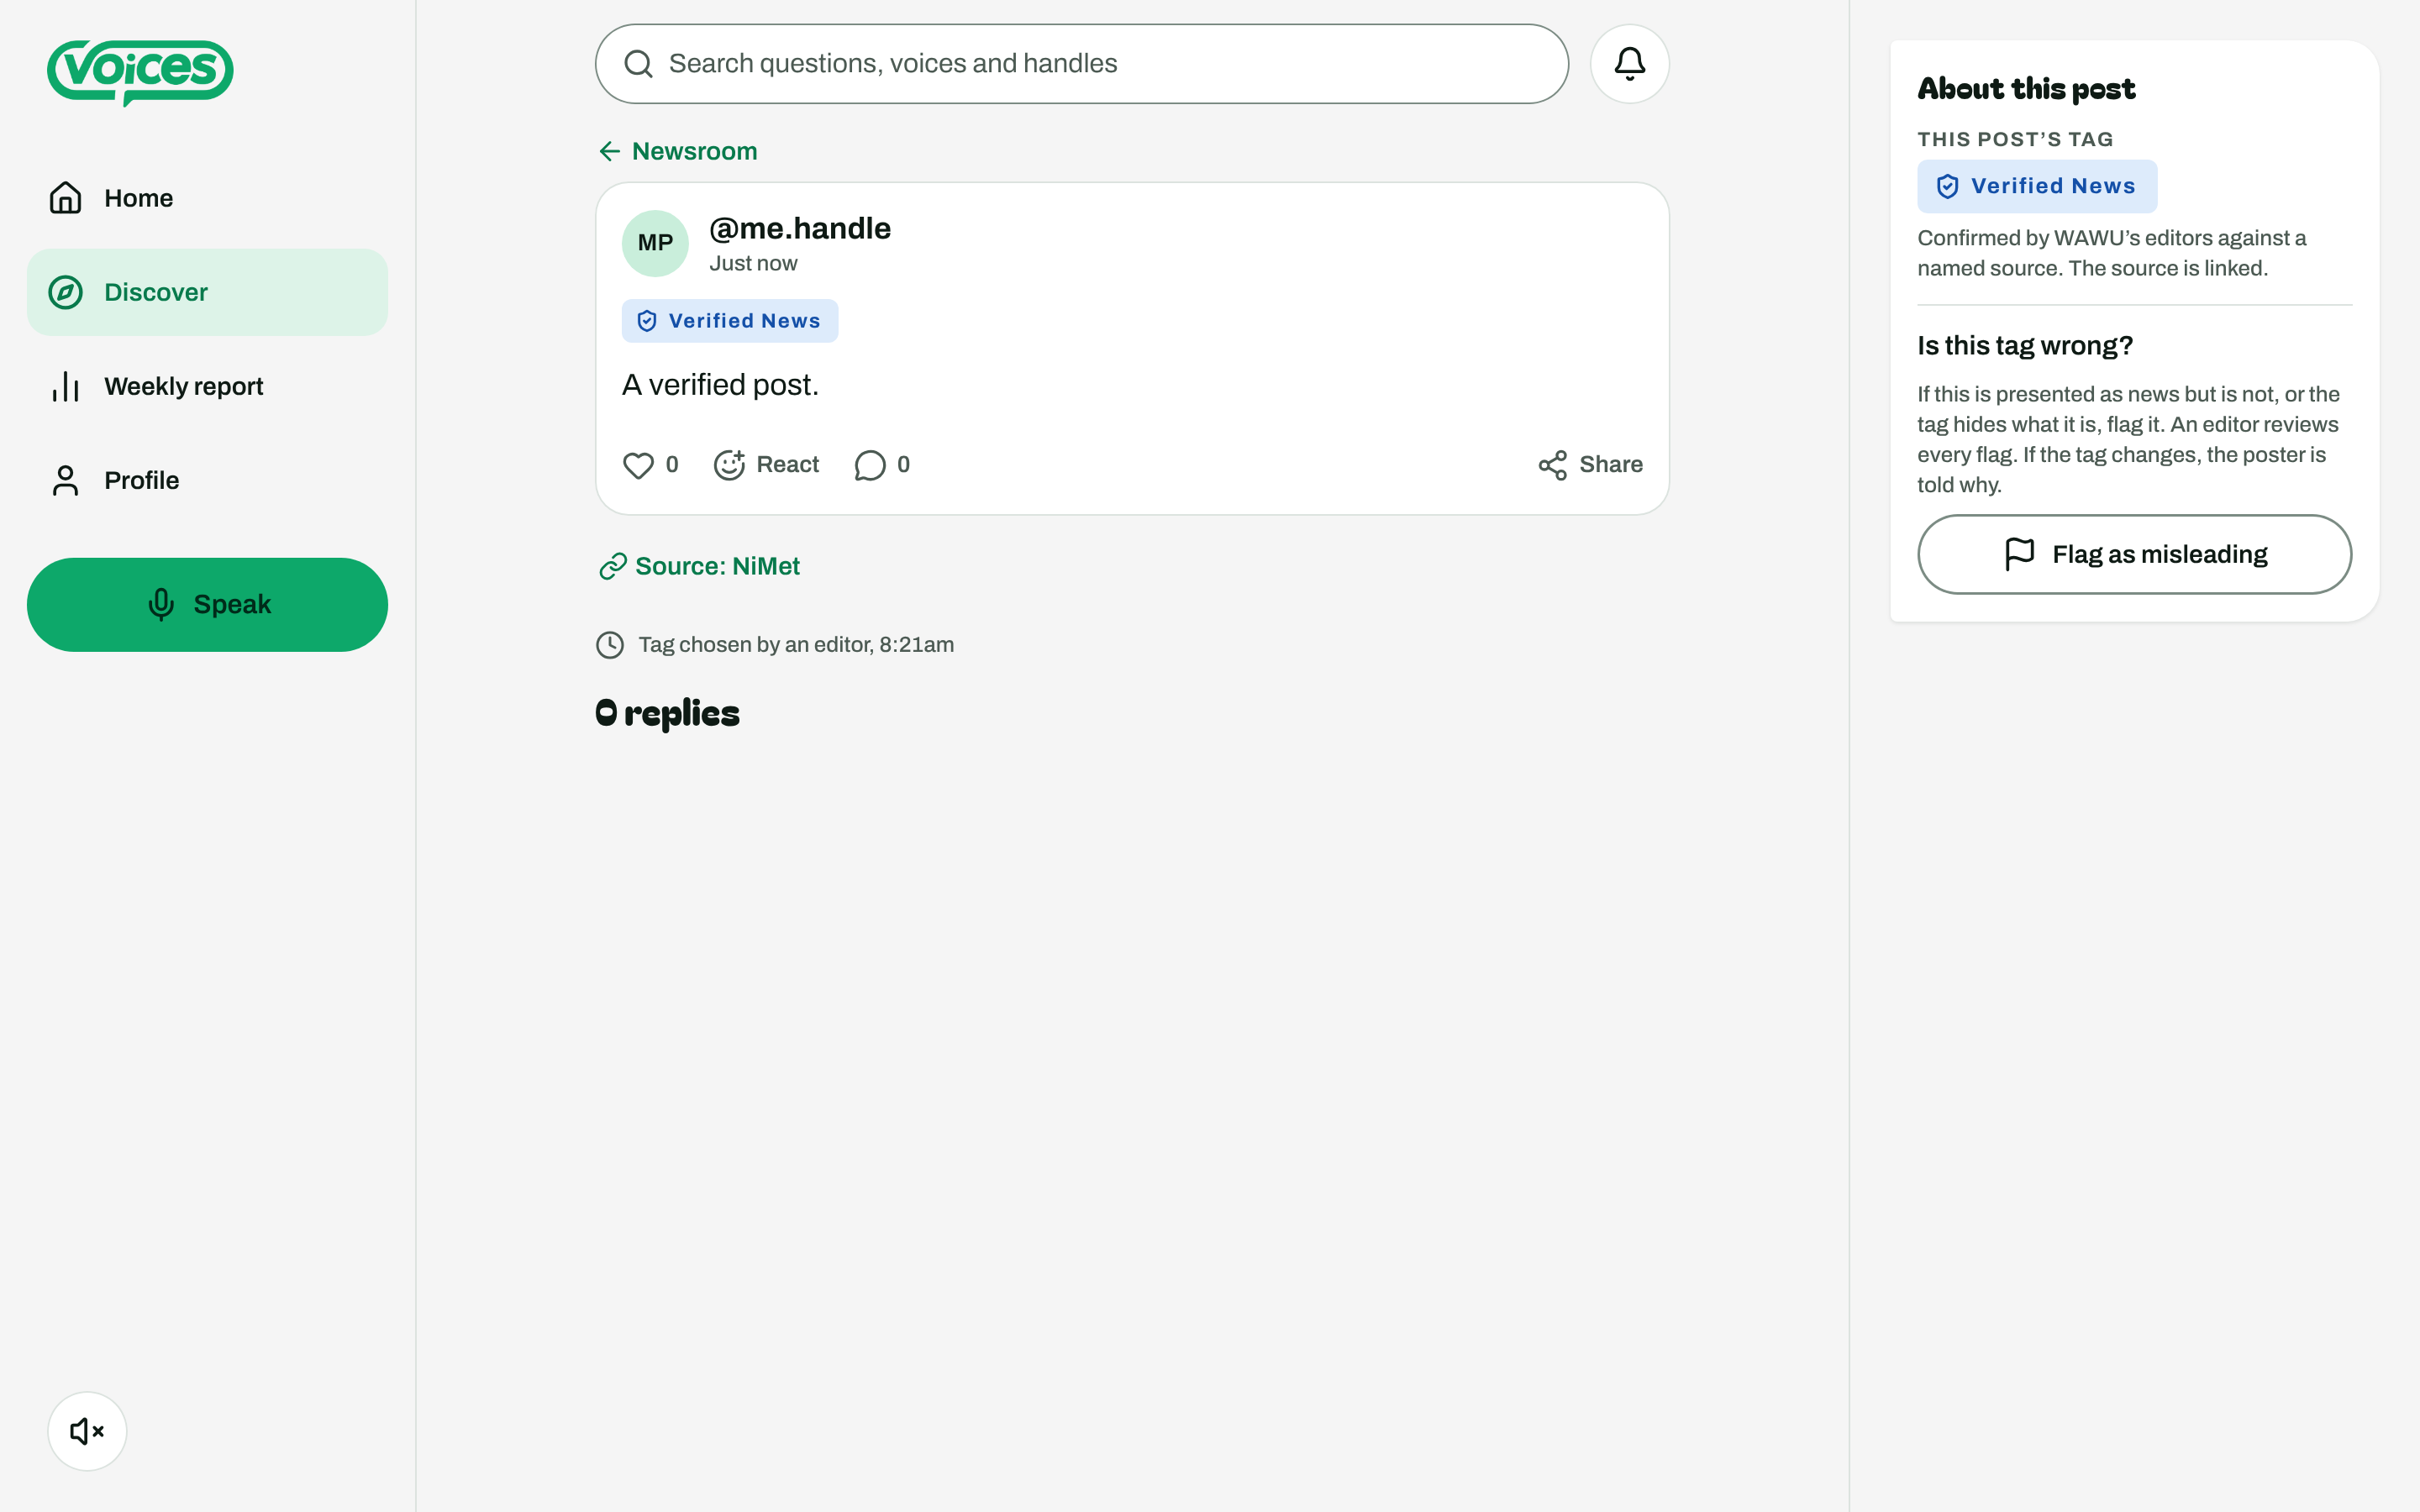 voices
Home
Discover
Weekly report
Profile
Speak
Search questions, voices and handles
Newsroom
MP
@me.handle
Just now
Verified News
A verified post.
0
React
0
Share
Source: NiMet
Tag chosen by an editor, 8:21am
0 replies
About this post
THIS POST’S TAG
Verified News
Confirmed by WAWU’s editors against a
named source. The source is linked.
Is this tag wrong?
If this is presented as news but is not, or the
tag hides what it is, flag it. An editor reviews
every flag. If the tag changes, the poster is
told why.
Flag as misleading